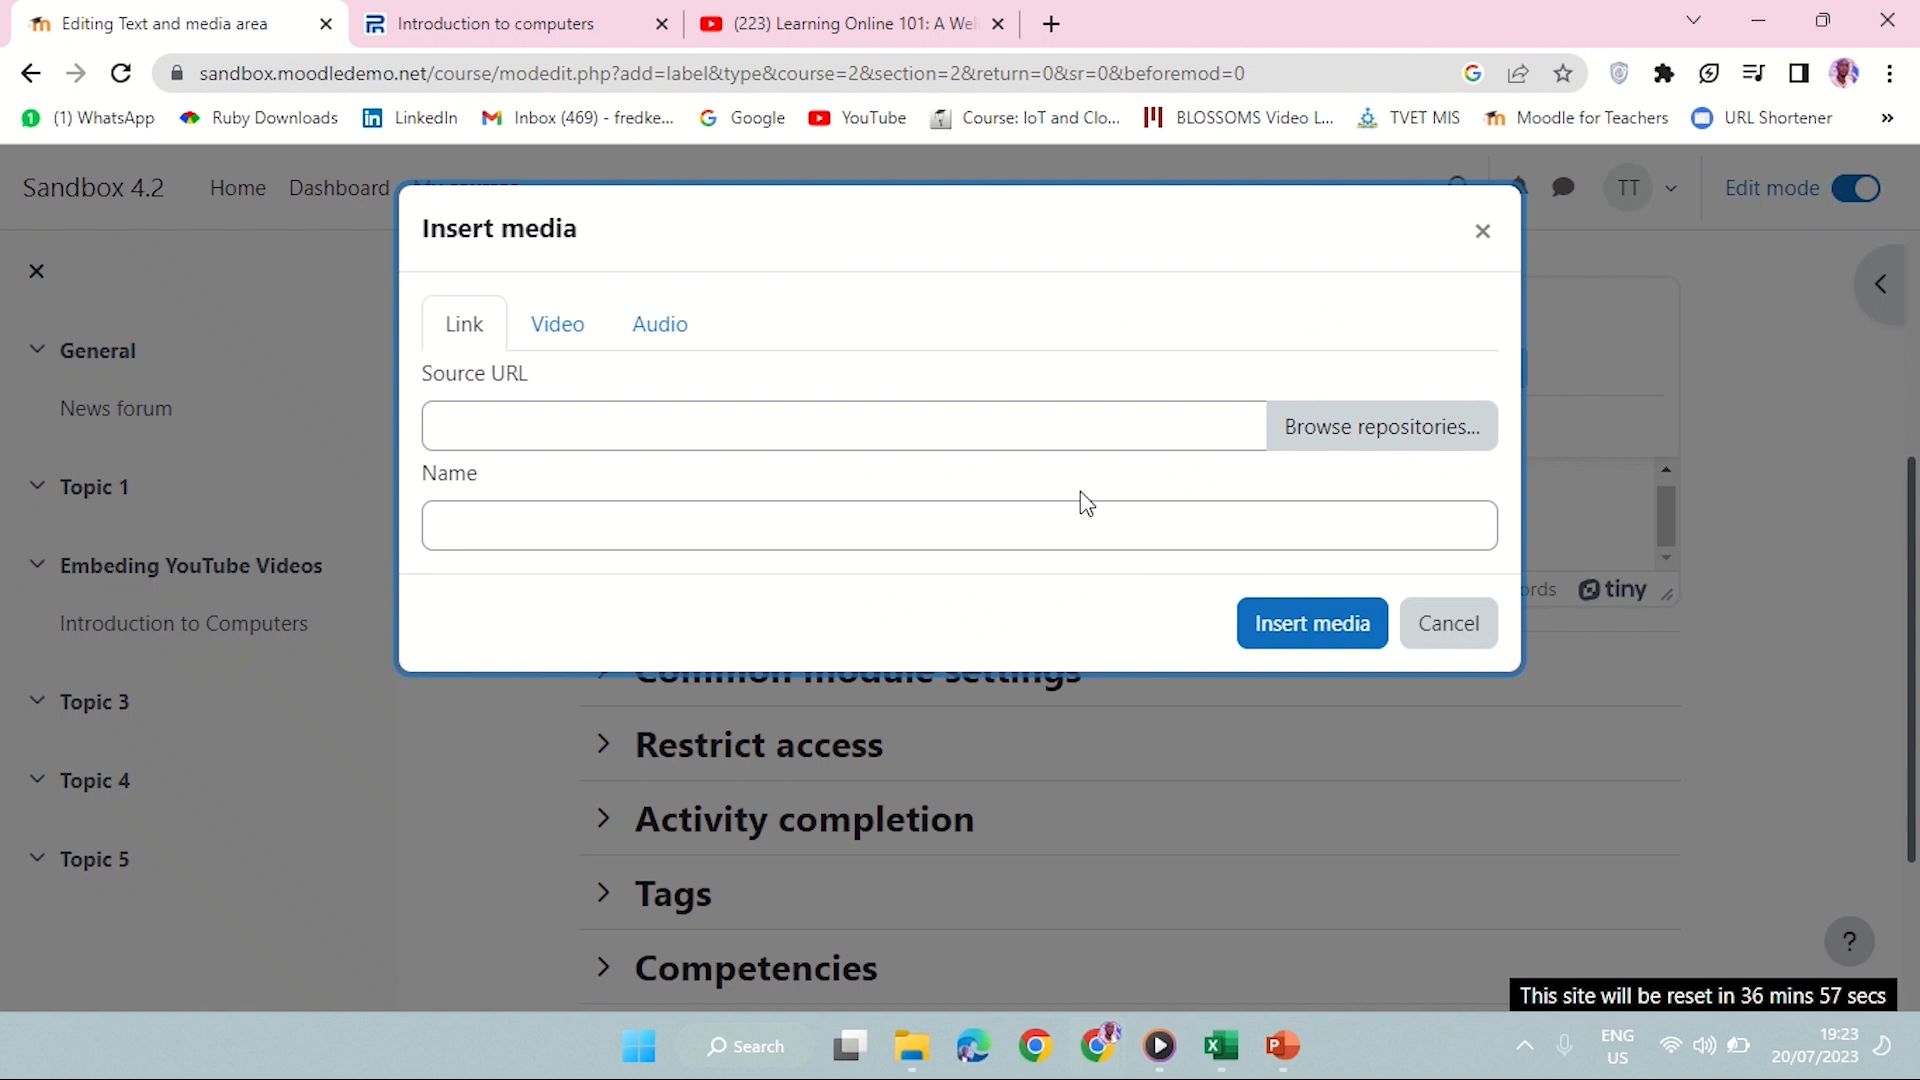 Editing Text and media area
Introduction to computers
(223) Learning Online 101: A Wel
sandbox.moodledemo.net/course/modedit.php?add=label&type&course=2&section=2&return=0&sr=0&beforemod=0
(1) WhatsApp
Ruby Downloads
LinkedIn
Inbox (469) - fredke...
Google
YouTube
Course: IoT and Clo...
BLOSSOMS Video L...
TVET MIS
Moodle for Teachers
URL Shortener
Sandbox 4.2
Home
Dashboard
TT
Edit mode
Insert media
Link
Video
Audio
Source URL
Browse repositories...
Name
Insert media
Cancel
General
News forum
Topic 1
Embeding YouTube Videos
Introduction to Computers
Topic 3
Topic 4
Topic 5
ords
tiny
Common module settings
Restrict access
Activity completion
Tags
Competencies
?
This site will be reset in 36 mins 57 secs
Search
ENG
US
19:23
20/07/2023